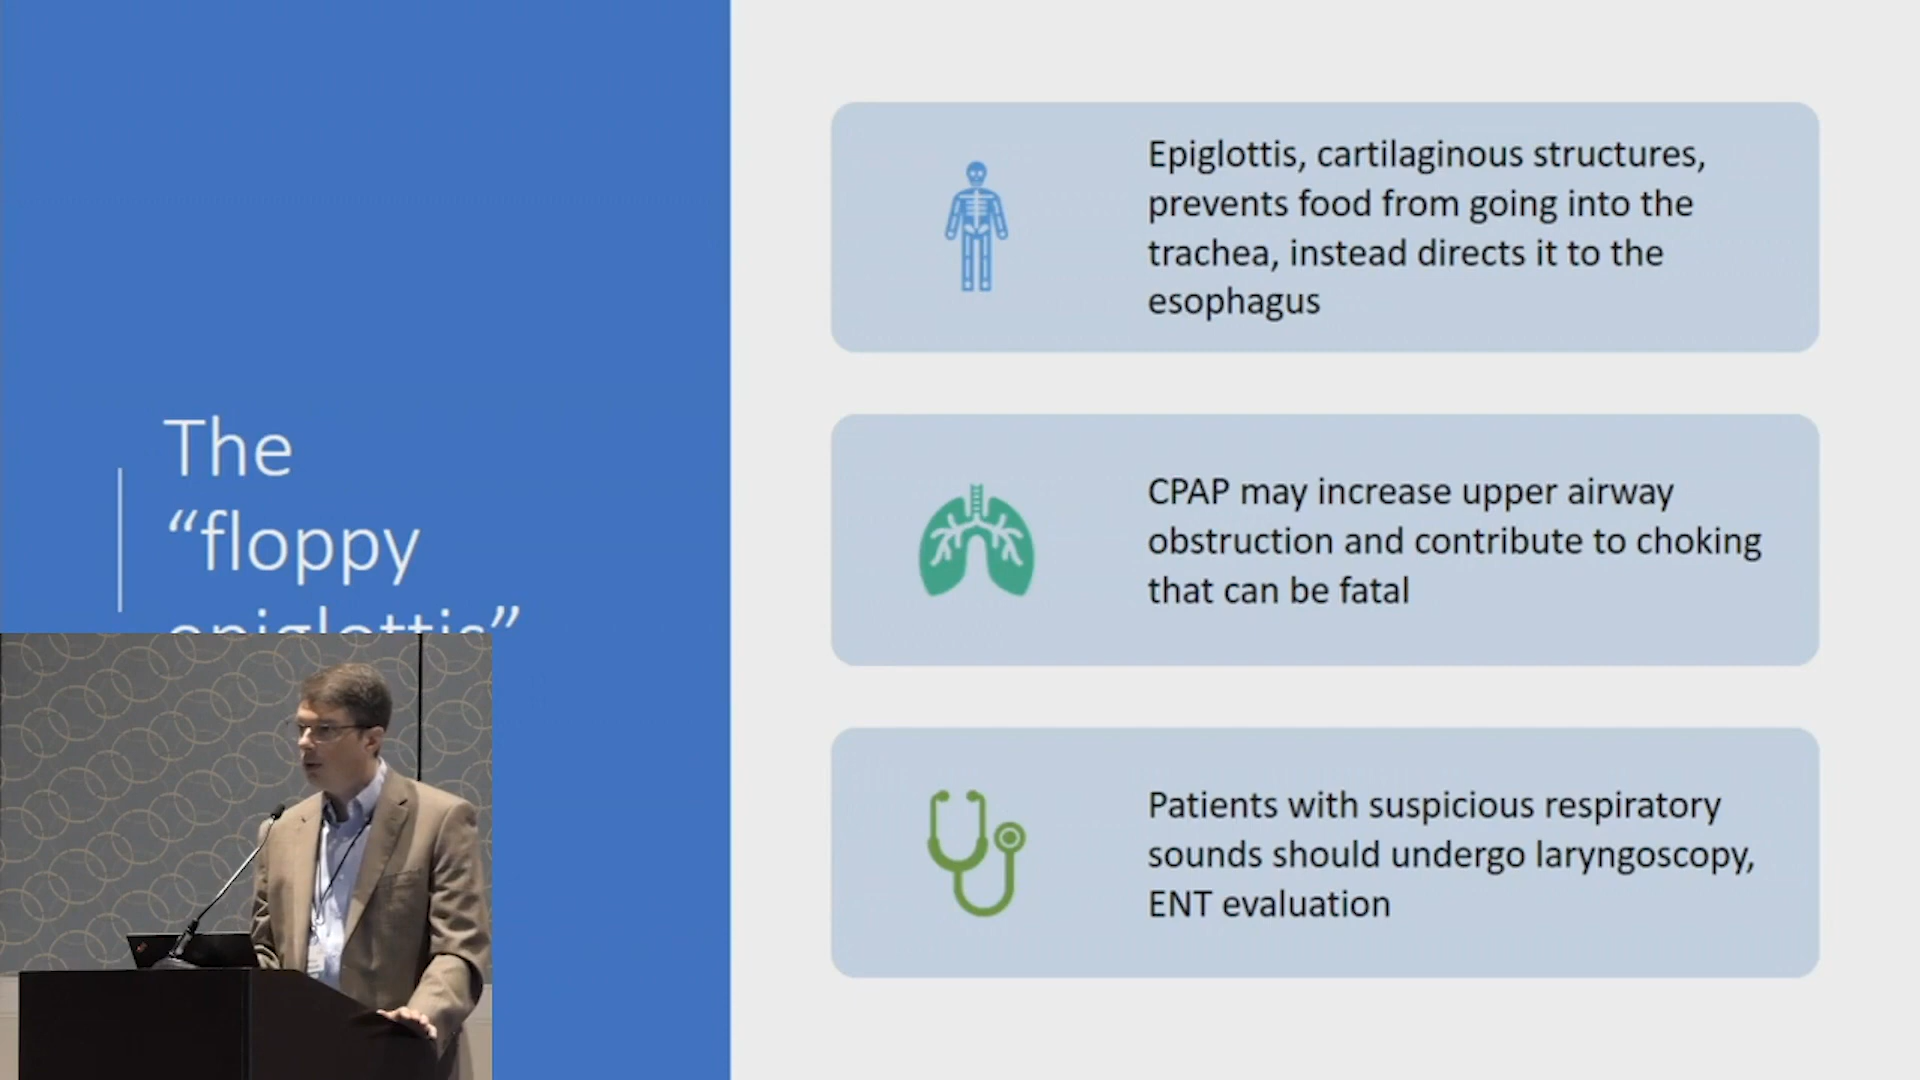 The
“floppy
epiglottis”
Epiglottis, cartilaginous structures,
prevents food from going into the
trachea, instead directs it to the
esophagus
CPAP may increase upper airway
obstruction and contribute to choking
that can be fatal
Patients with suspicious respiratory
sounds should undergo laryngoscopy,
ENT evaluation